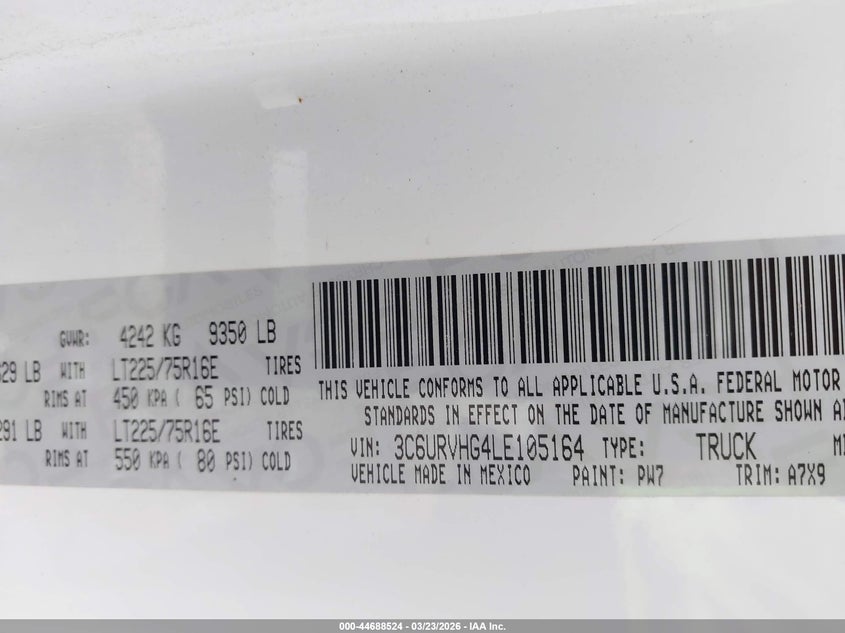 GVWR: 4242 KG 9350 LB
829 LB WITH LT225/75R16E TIRES
RIMS AT 450 KPA ( 65 PSI) COLD
291 LB WITH LT225/75R16E TIRES
RIMS AT 550 KPA ( 80 PSI) COLD
THIS VEHICLE CONFORMS TO ALL APPLICABLE U.S.A. FEDERAL MOTOR
STANDARDS IN EFFECT ON THE DATE OF MANUFACTURE SHOWN
VIN: 3C6URVHG4LE105164 TYPE: TRUCK
VEHICLE MADE IN MEXICO PAINT: PW7 TRIM: A7X9
000-44688524 - 03/23/2026 - IAA Inc.